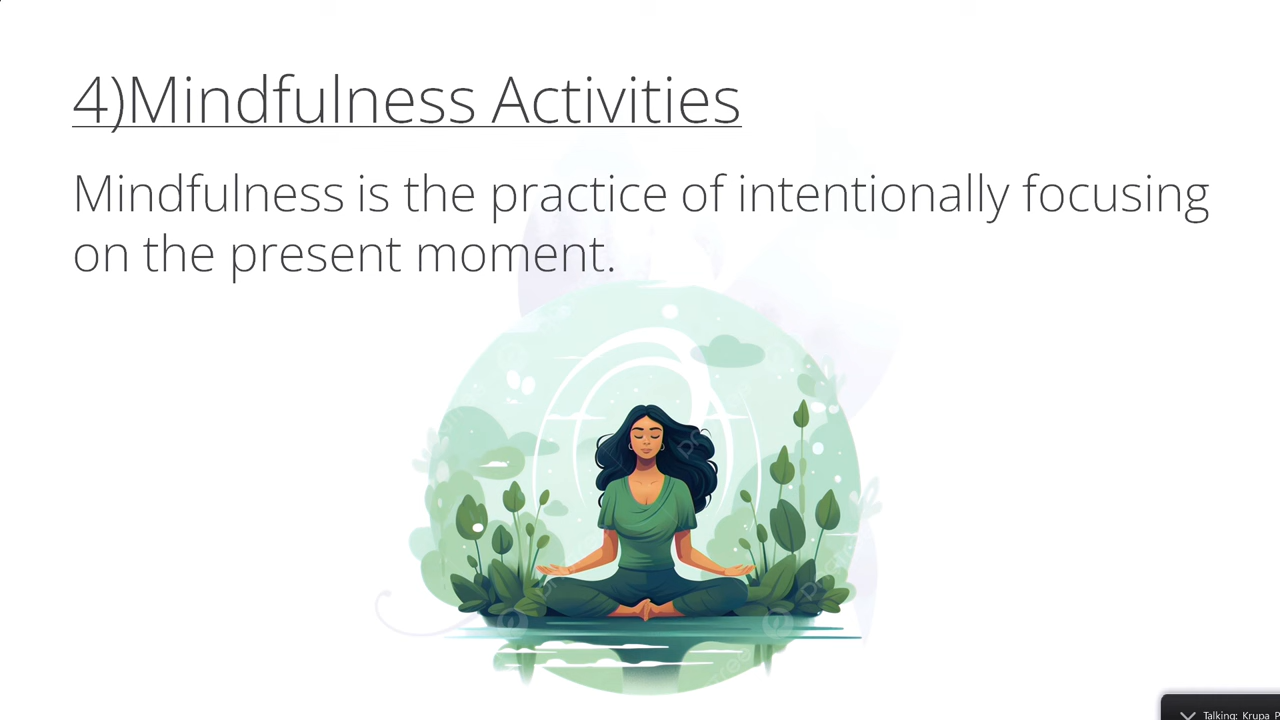 4)Mindfulness Activities
Mindfulness is the practice of intentionally focusing
on the present moment.
Talking: Krupa P